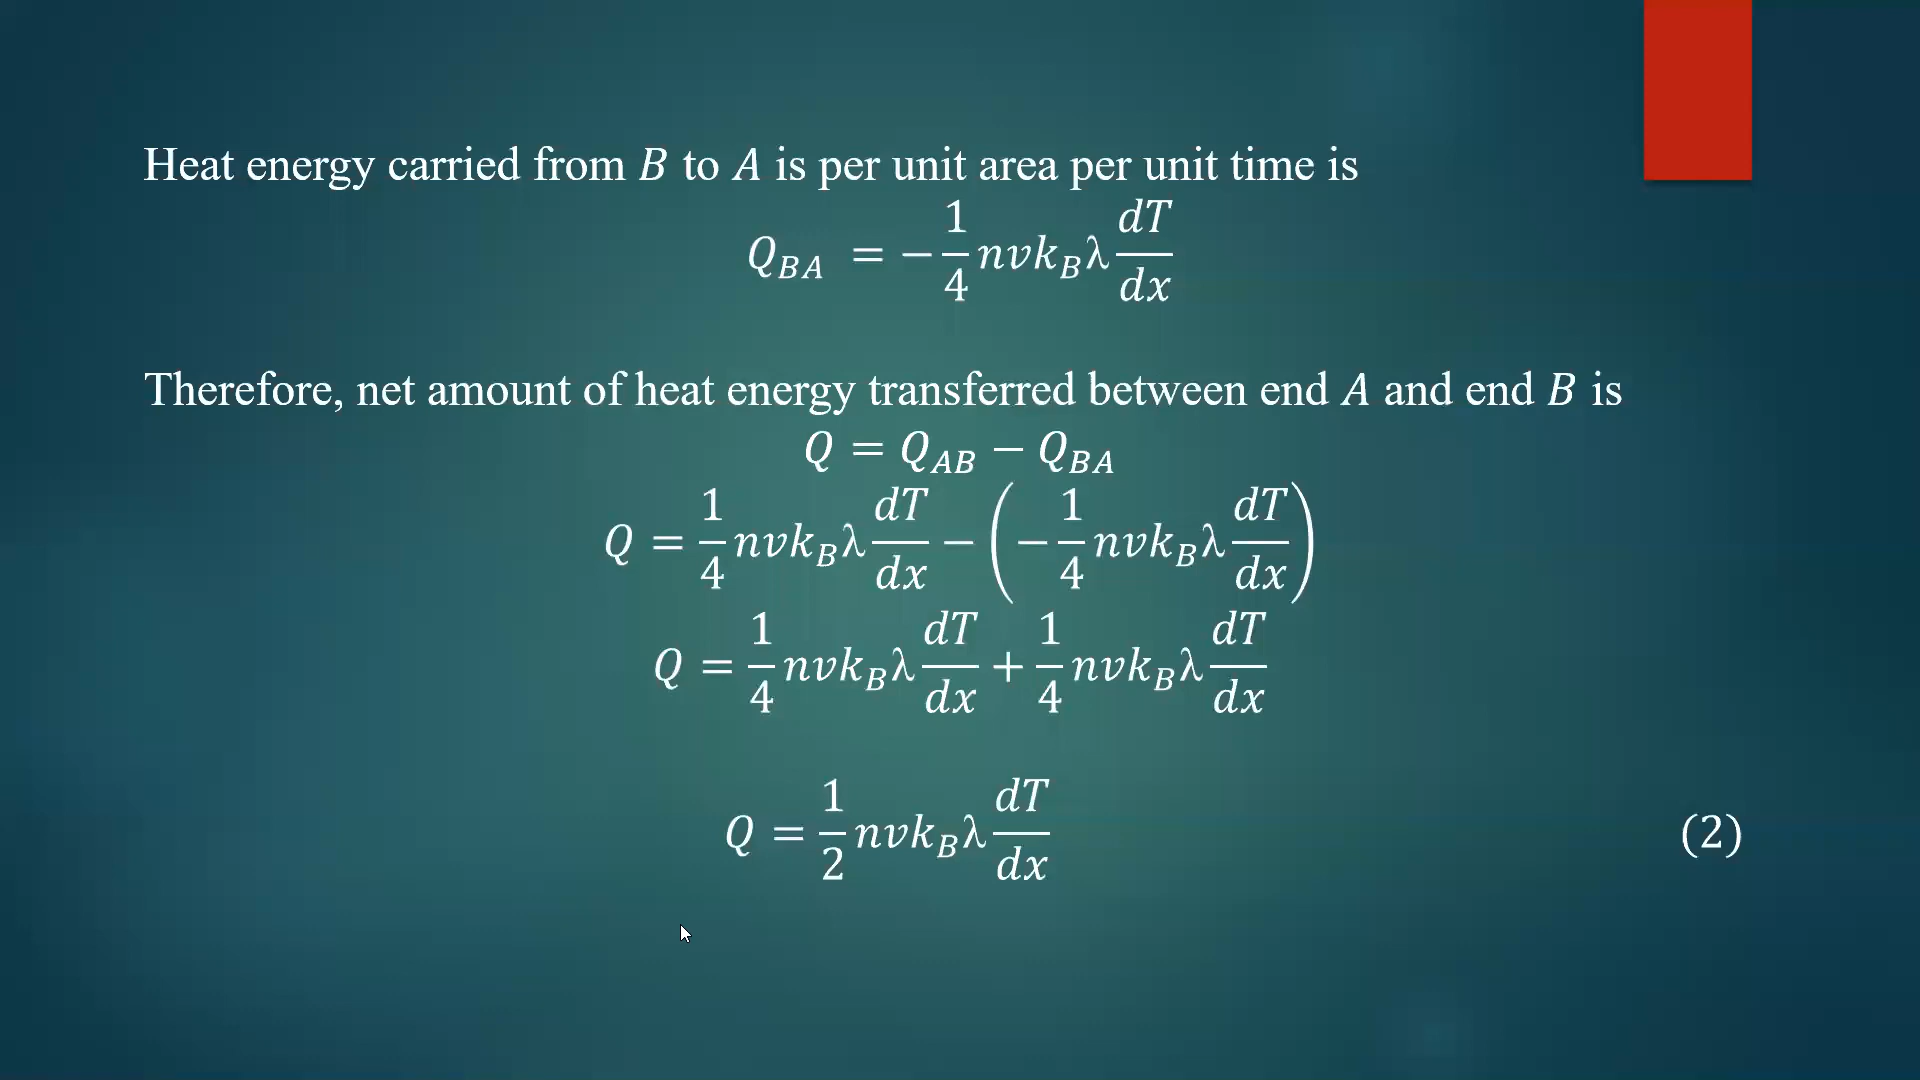 Heat energy carried from B to A is per unit area per unit time is
Q_{BA} = -\frac{1}{4} n v k_B λ \frac{dT}{dx}
Therefore, net amount of heat energy transferred between end A and end B is
Q = Q_{AB} - Q_{BA}
Q = \frac{1}{4} n v k_B λ \frac{dT}{dx} - \left( -\frac{1}{4} n v k_B λ \frac{dT}{dx} \right)
Q = \frac{1}{4} n v k_B λ \frac{dT}{dx} + \frac{1}{4} n v k_B λ \frac{dT}{dx}
Q = \frac{1}{2} n v k_B λ \frac{dT}{dx} (2)